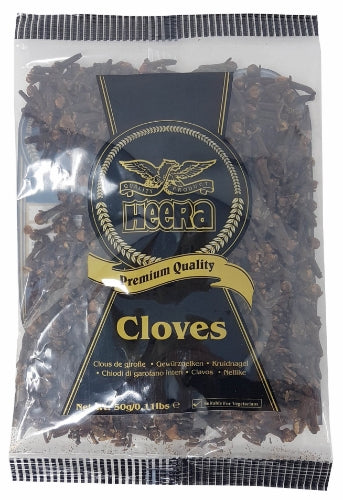 QUALITY PRODUCT
HEERA
Premium Quality
Cloves
Clous de girofle • Gewürzgelken • Kruidnagel
• Chiodi di garofano Interi • Clavos • Nellike
Net Wt. 50g/0.11lbs e
Suitable For Vegetarians